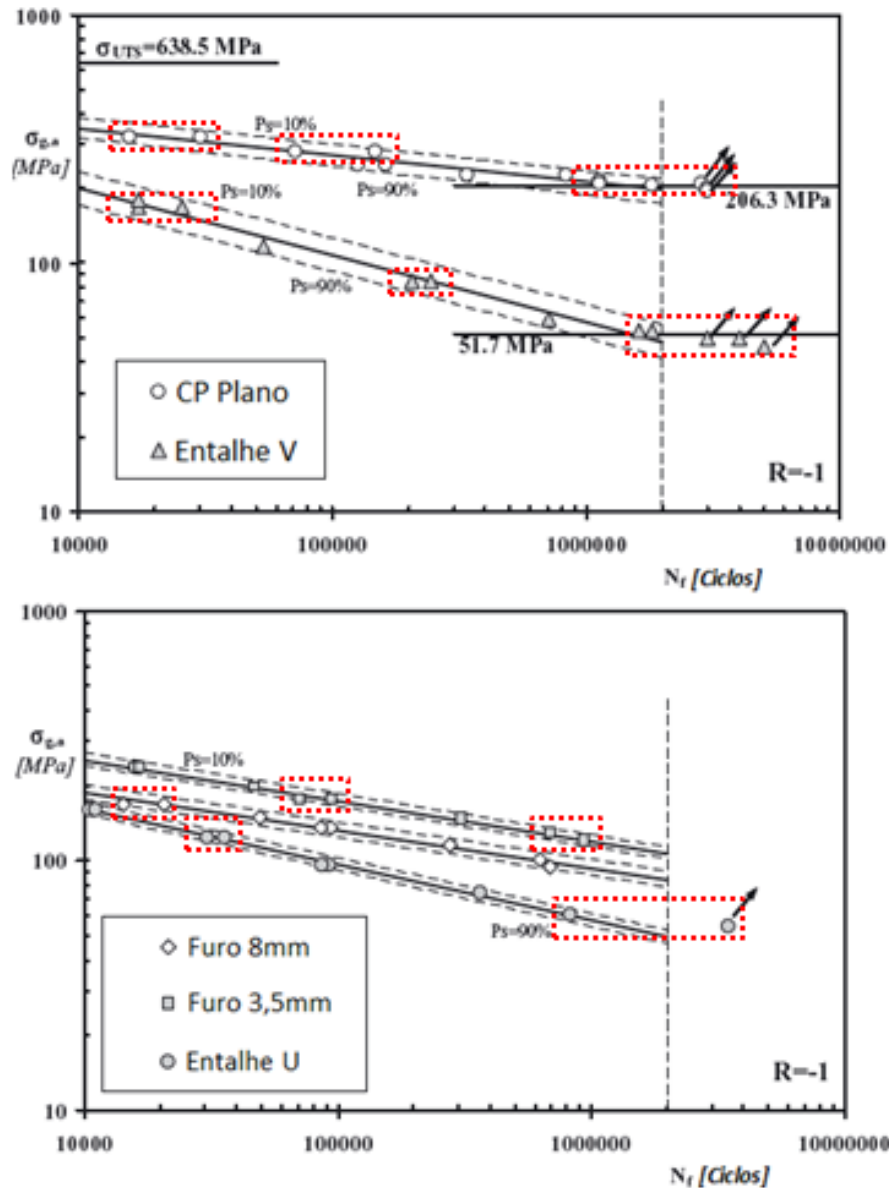 1000
σ UTS=638.5 MPa
σg,a
[MPa]
Ps=10%
Ps=10%
Ps=90%
206.3 MPa
100
Ps=90%
51.7 MPa
CP Plano
Entalhe V
R=-1
10
10000 100000 1000000 10000000
Nf [Ciclos]
1000
σg,a
[MPa]
Ps=10%
100
Ps=90%
Furo 8mm
Furo 3,5mm
Entalhe U
R=-1
10
10000 100000 1000000 10000000
Nf [Ciclos]